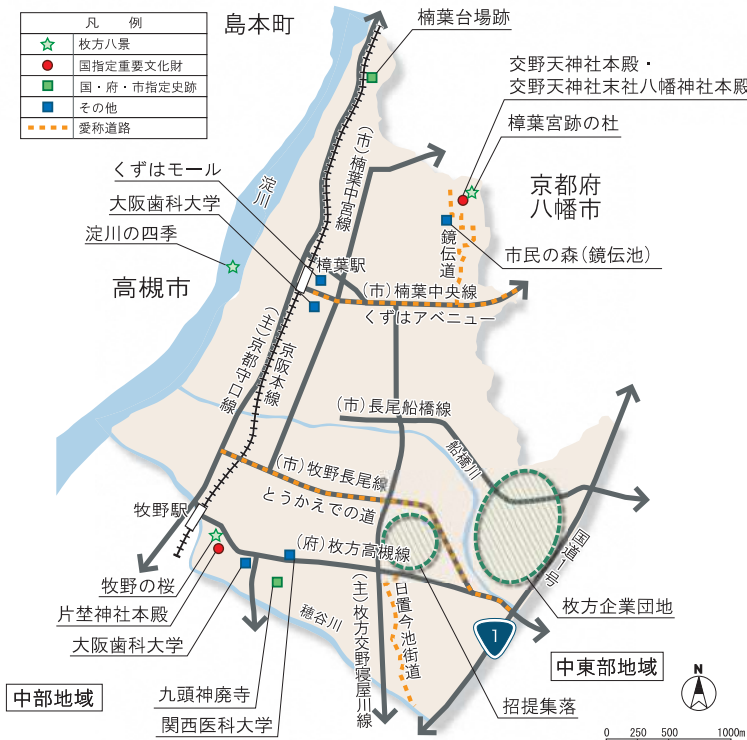 凡　例
枚方八景
国指定重要文化財
国・府・市指定史跡
その他
愛称道路
島本町
楠葉台場跡
交野天神社本殿・
交野天神社末社八幡神社本殿
樟葉宮跡の杜
京都府
八幡市
(市)楠葉中宮線
くずはモール
大阪歯科大学
淀川
淀川の四季
高槻市
樟葉駅
鏡伝道
市民の森(鏡伝池)
(市)楠葉中央線
くずはアベニュー
京阪本線
(主)京都守口線
(市)長尾船橋線
船橋川
(市)牧野長尾線
とうかえでの道
牧野駅
(府)枚方高槻線
国道1号
牧野の桜
片埜神社本殿
大阪歯科大学
穂谷川
(主)枚方交野寝屋川線
日置今池街道
枚方企業団地
1
中東部地域
招提集落
中部地域
九頭神廃寺
関西医科大学
N
0 250 500 1000m